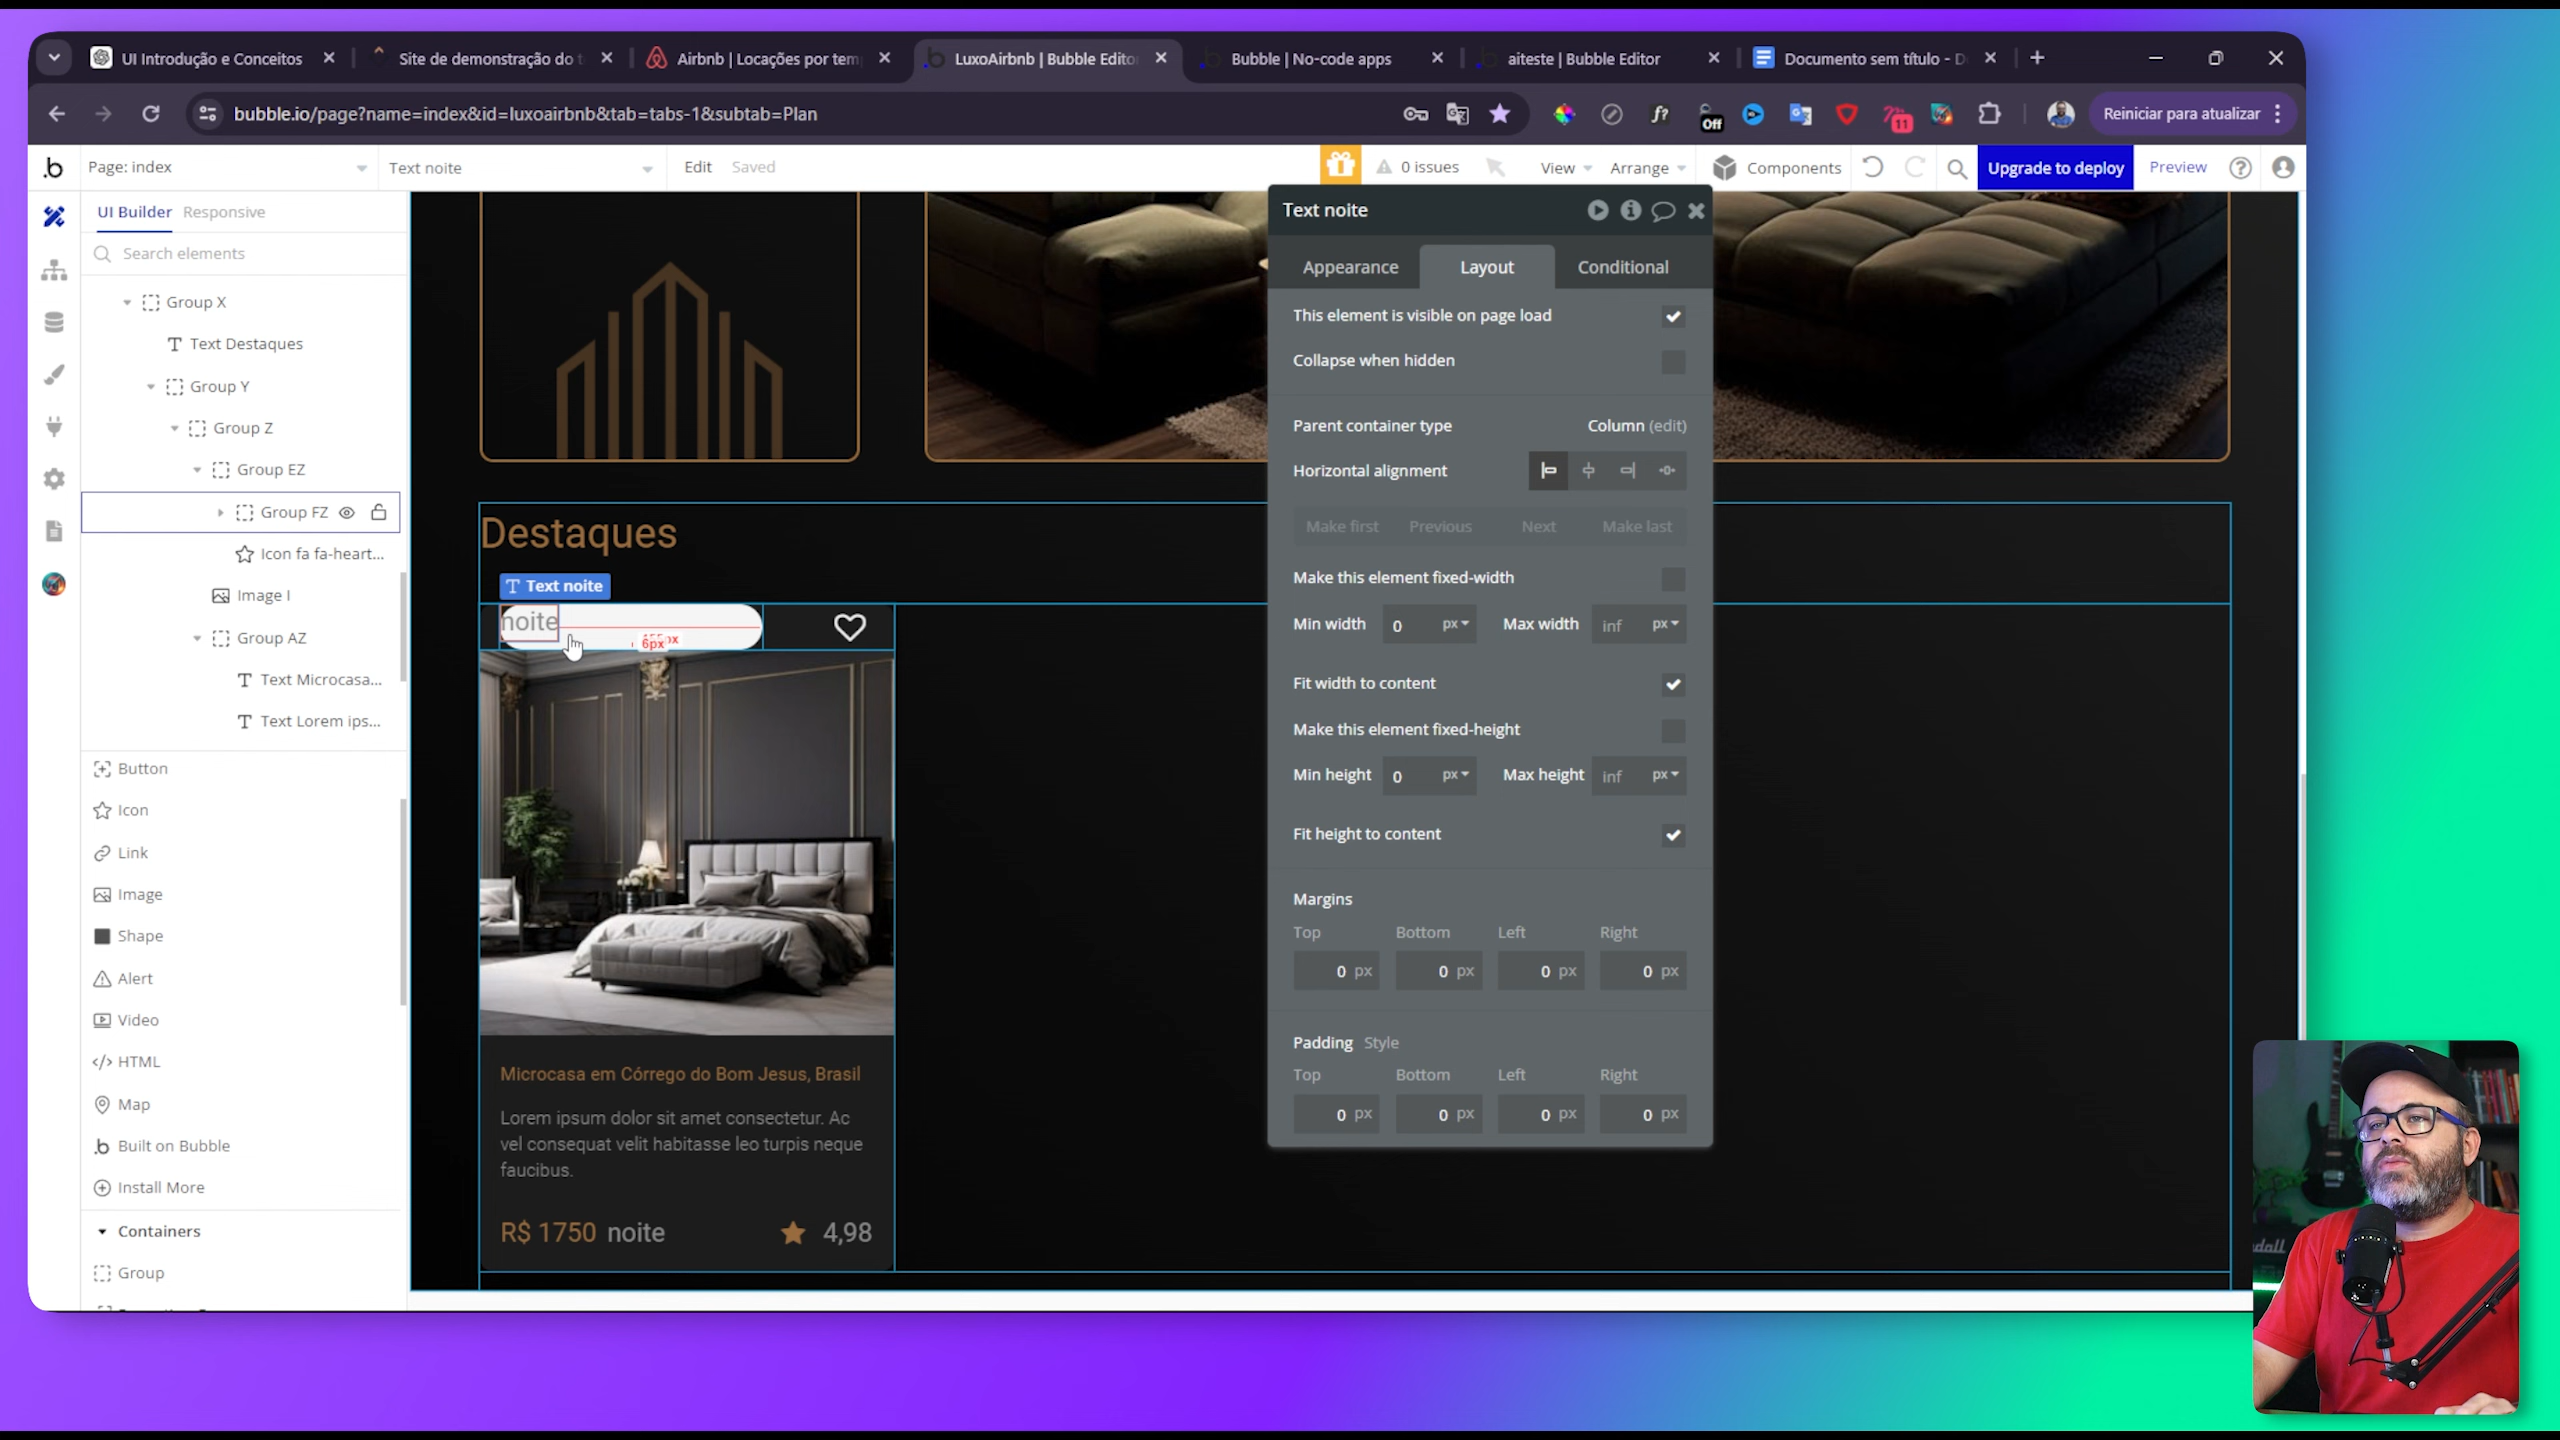 UI Introdução e Conceitos
Site de demonstração do t
Airbnb | Locações por tem
LuxoAirbnb | Bubble Edito
Bubble | No-code apps
aiteste | Bubble Editor
Documento sem título - D
bubble.io/page?name=index&id=luxoairbnb&tab=tabs-1&subtab=Plan
f?
Off
11
Reiniciar para atualizar
.b
Page: index
Text noite
Edit
Saved
0 issues
View
Arrange
Components
Upgrade to deploy
Preview
UI Builder
Responsive
Search elements
Group X
Text Destaques
Group Y
Group Z
Group EZ
Group FZ
Icon fa fa-heart...
Image I
Group AZ
Text Microcasa...
Text Lorem ips...
Button
Icon
Link
Image
Shape
Alert
Video
HTML
Map
Built on Bubble
Install More
Containers
Group
Destaques
Text noite
noite
6px
Microcasa em Córrego do Bom Jesus, Brasil
Lorem ipsum dolor sit amet consectetur. Ac
vel consequat velit habitasse leo turpis neque
faucibus.
R$ 1750 noite
4,98
Text noite
Appearance
Layout
Conditional
This element is visible on page load
Collapse when hidden
Parent container type
Column (edit)
Horizontal alignment
Make first
Previous
Next
Make last
Make this element fixed-width
Min width
0 px
Max width
inf px
Fit width to content
Make this element fixed-height
Min height
0 px
Max height
inf px
Fit height to content
Margins
Top
Bottom
Left
Right
0 px
0 px
0 px
0 px
Padding
Style
Top
Bottom
Left
Right
0 px
0 px
0 px
0 px